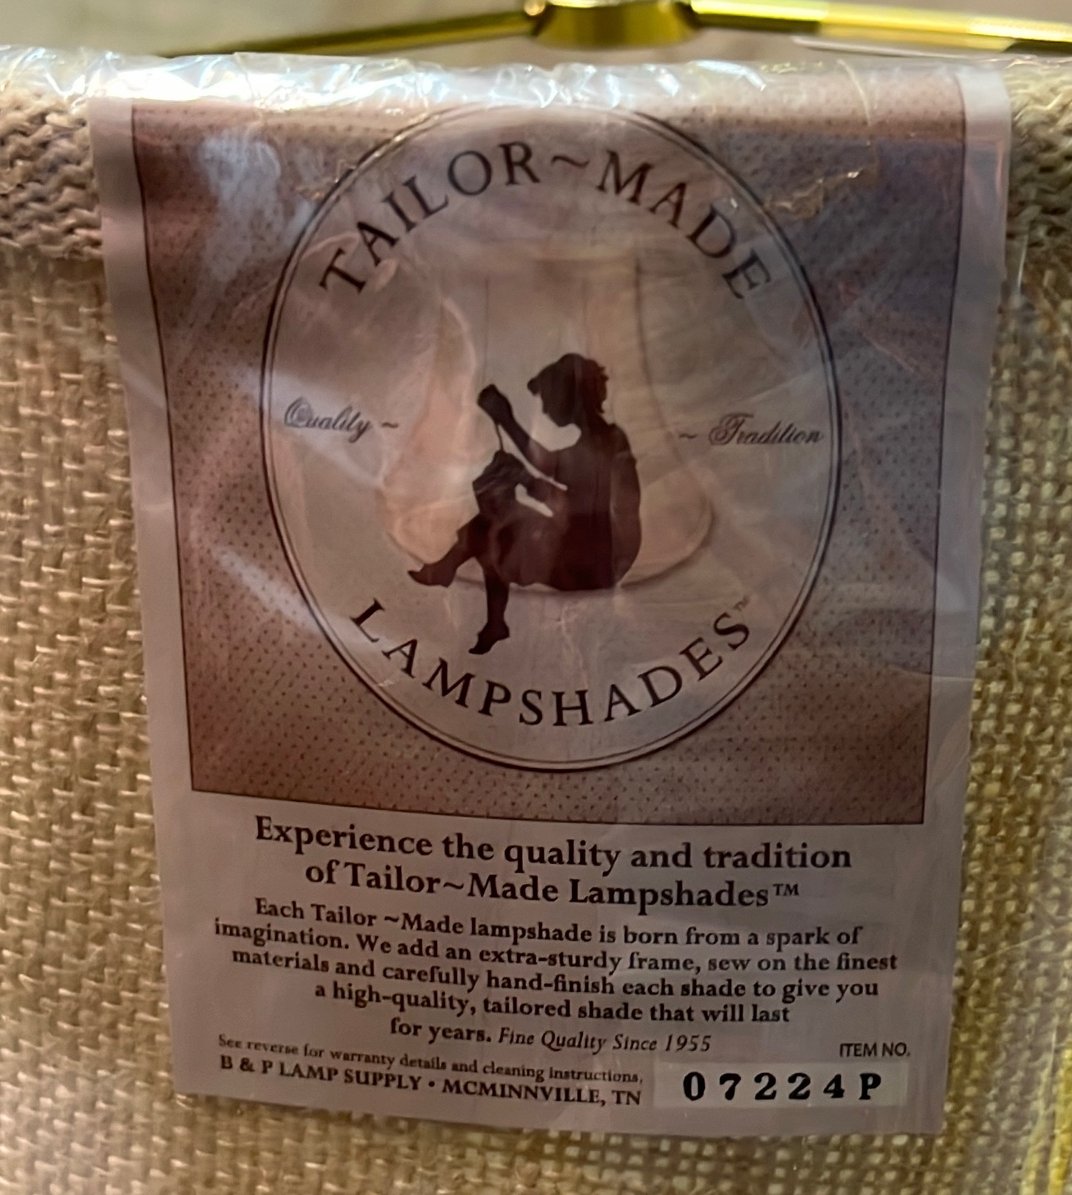 TAILOR~MADE
Quality ~
~ Tradition
LAMPSHADES™
Experience the quality and tradition
of Tailor~Made Lampshades™
Each Tailor ~Made lampshade is born from a spark of
imagination. We add an extra-sturdy frame, sew on the finest
materials and carefully hand-finish each shade to give you
a high-quality, tailored shade that will last
for years. Fine Quality Since 1955
See reverse for warranty details and cleaning instructions,
B & P LAMP SUPPLY • MCMINNVILLE, TN
ITEM NO.
07224P